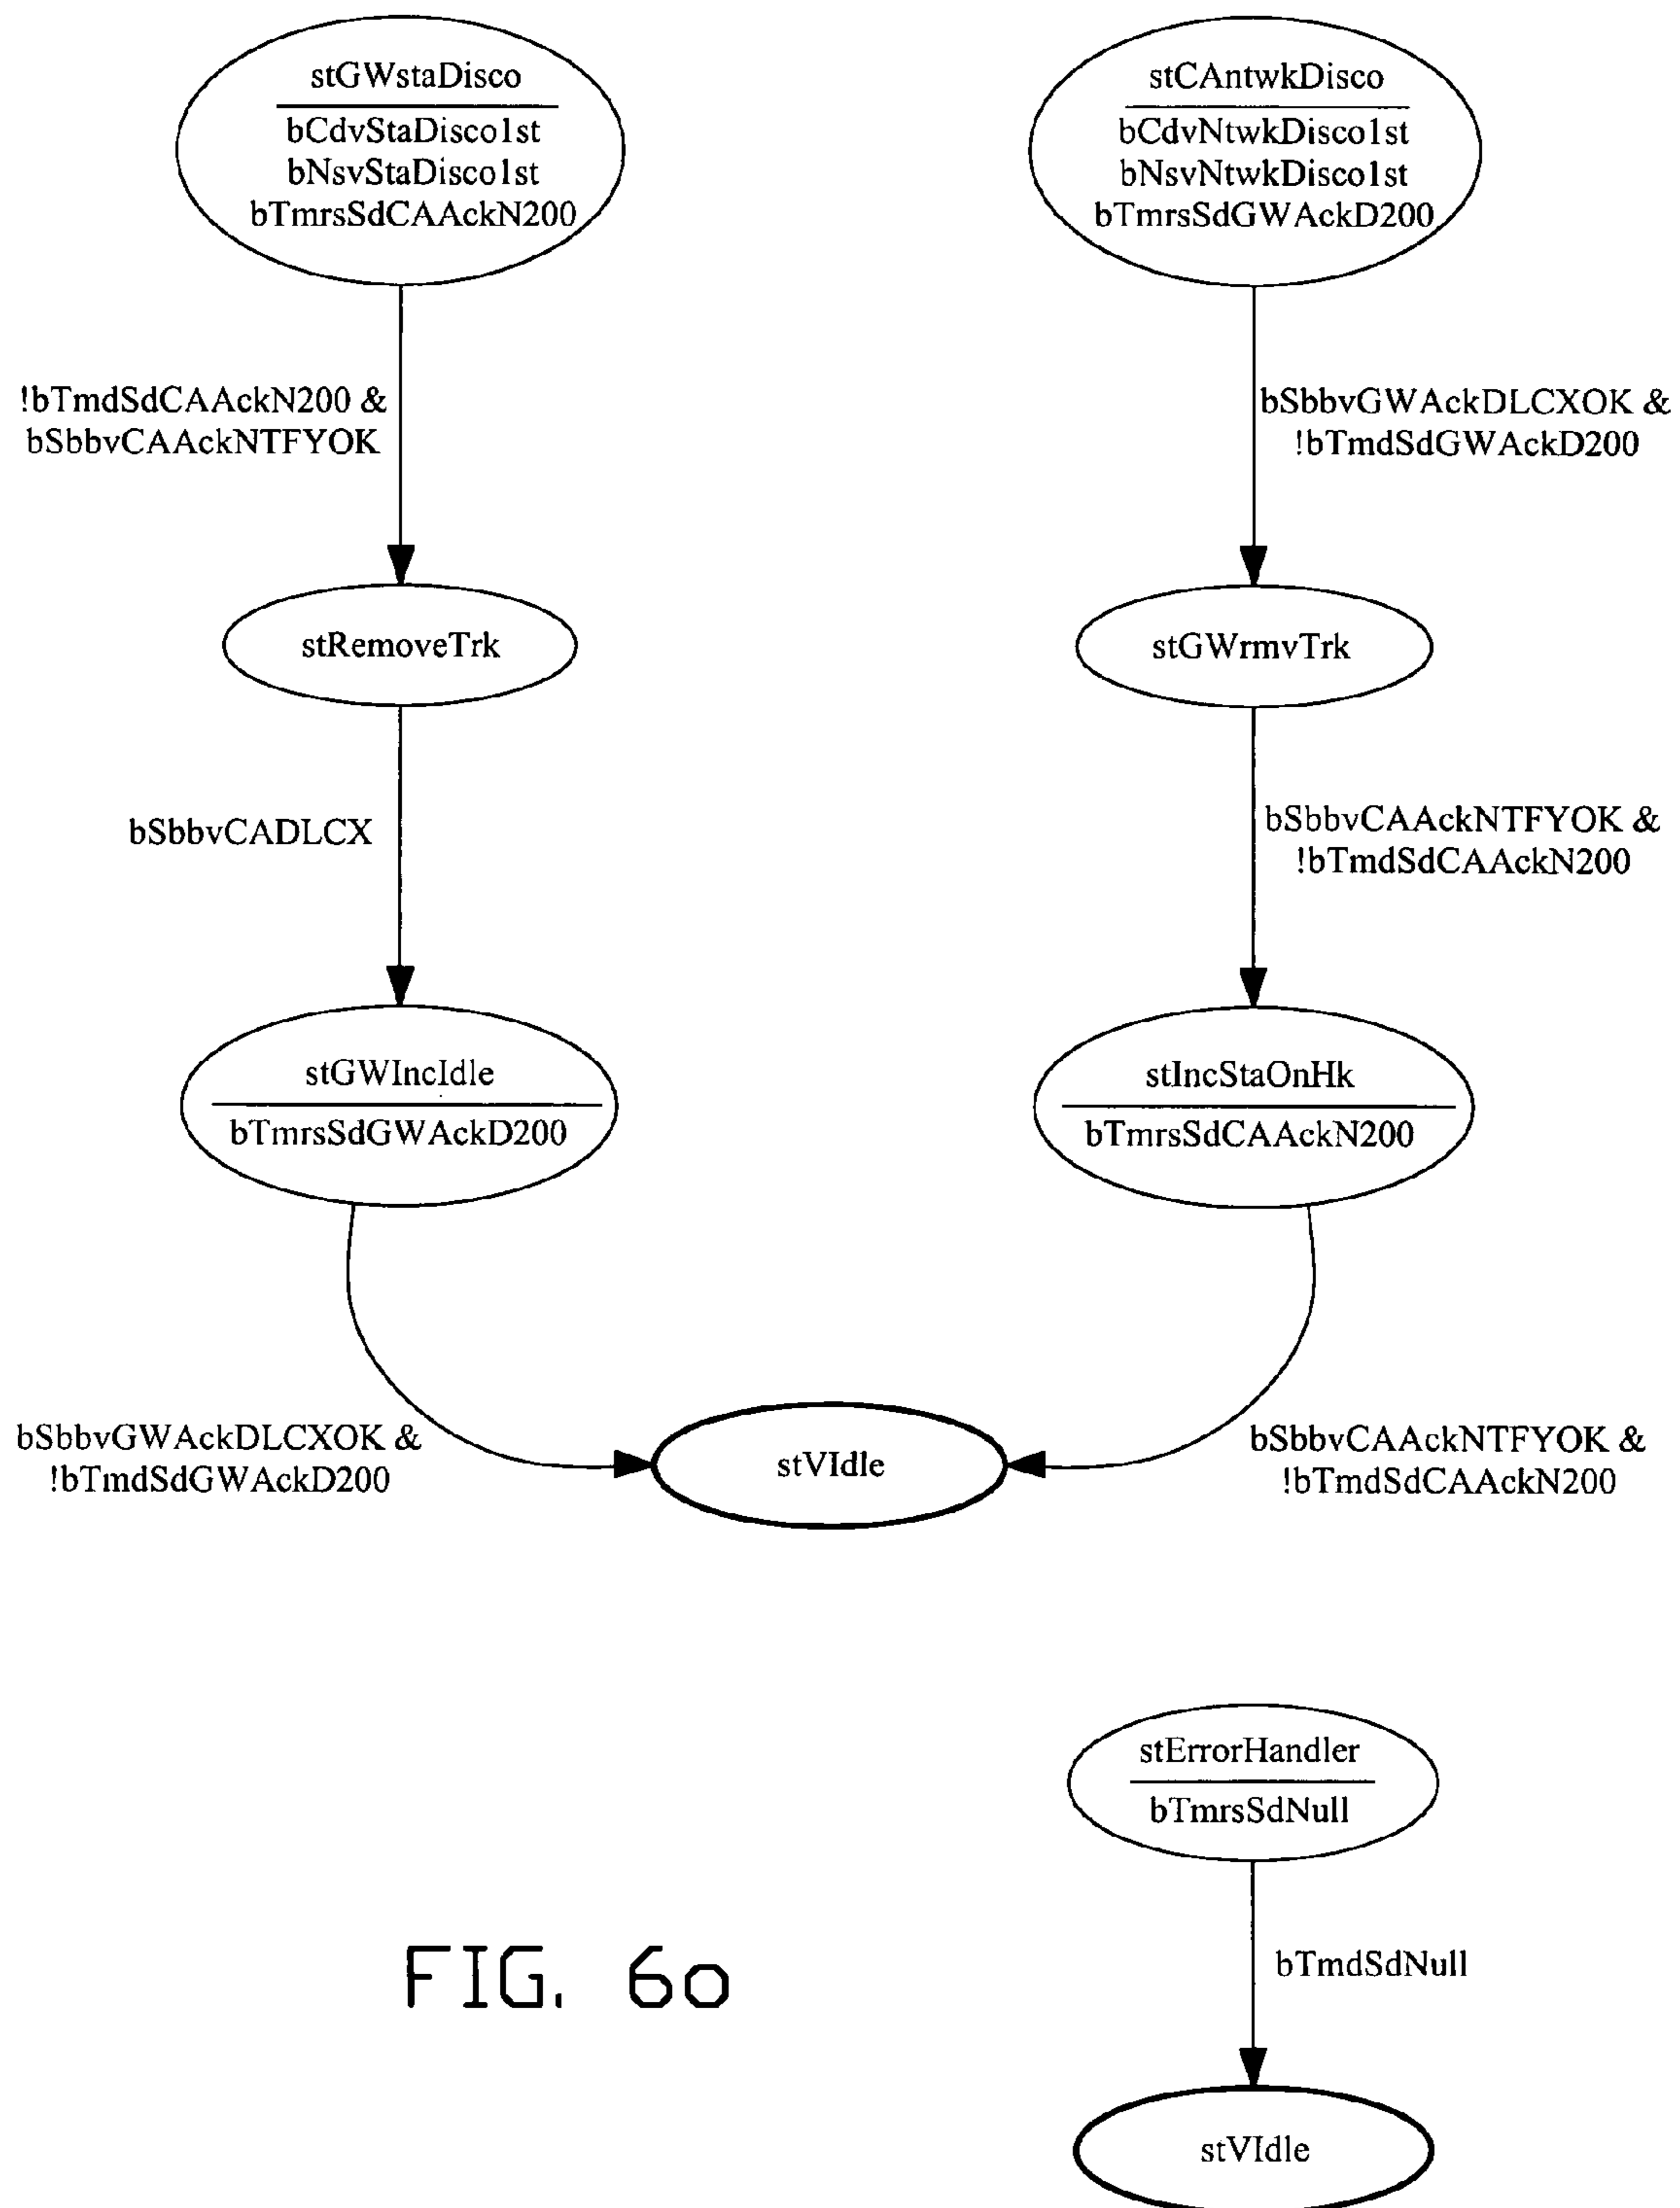 stGWstaDisco
bCdvStaDisco1st
bNsvStaDisco1st
bTmrsSdCAAckN200
stCAntwkDisco
bCdvNtwkDisco1st
bNsvNtwkDisco1st
bTmrsSdGWAckD200
!bTmdSdCAAckN200 &
bSbbvCAAckNTFYOK
bSbbvGWAckDLCXOK &
!bTmdSdGWAckD200
stRemoveTrk
stGWrmvTrk
bSbbvCADLCX
bSbbvCAAckNTFYOK &
!bTmdSdCAAckN200
stGWIncIdle
bTmrsSdGWAckD200
stIncStaOnHk
bTmrsSdCAAckN200
bSbbvGWAckDLCXOK &
!bTmdSdGWAckD200
stVIdle
bSbbvCAAckNTFYOK &
!bTmdSdCAAckN200
stErrorHandler
bTmrsSdNull
bTmdSdNull
FIG. 6o
stVIdle